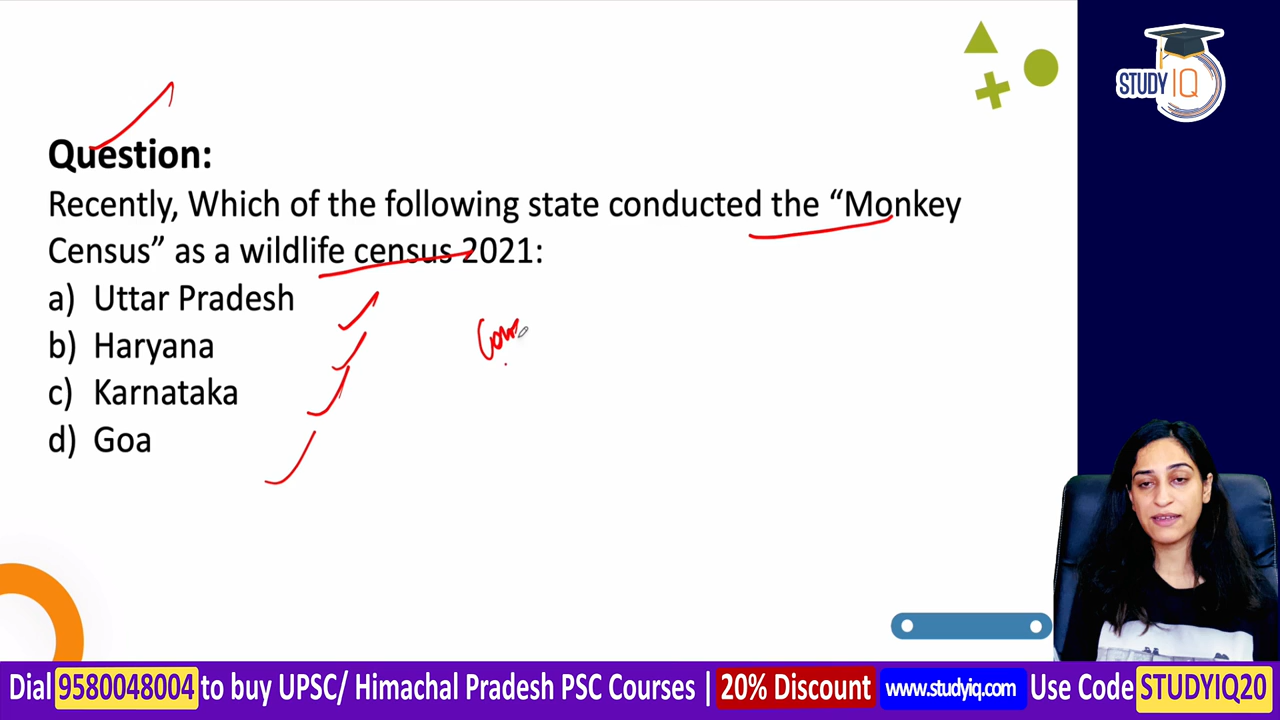 STUDY IQ
Question:
Recently, Which of the following state conducted the “Monkey
Census” as a wildlife census 2021:
a) Uttar Pradesh
b) Haryana
c) Karnataka
d) Goa
Dial 9580048004 to buy UPSC/ Himachal Pradesh PSC Courses | 20% Discount www.studyiq.com Use Code STUDYIQ20